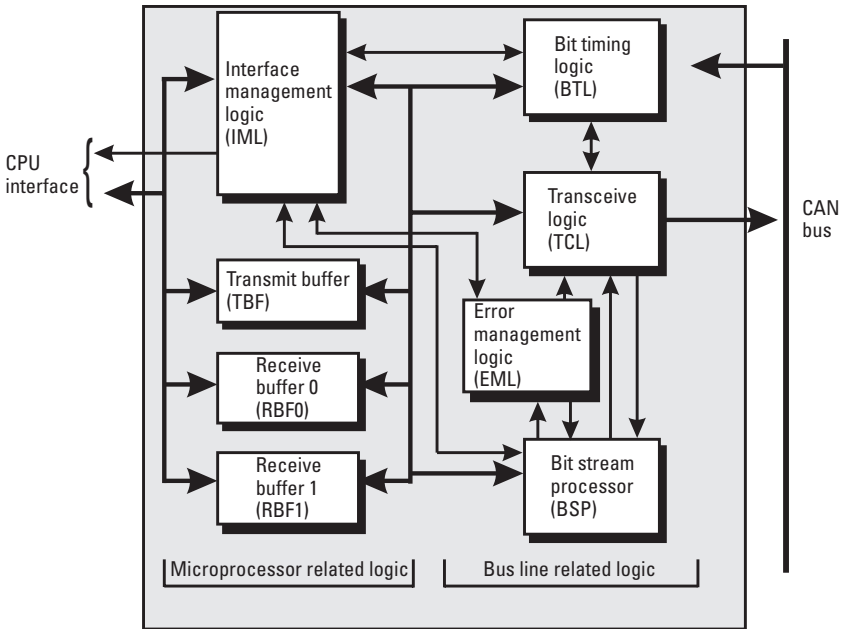 Interface
management
logic
(IML)
Bit timing
logic
(BTL)
CPU
interface
Transceive
logic
(TCL)
CAN
bus
Transmit buffer
(TBF)
Error
management
logic
(EML)
Receive
buffer 0
(RBF0)
Receive
buffer 1
(RBF1)
Bit stream
processor
(BSP)
Microprocessor related logic
Bus line related logic